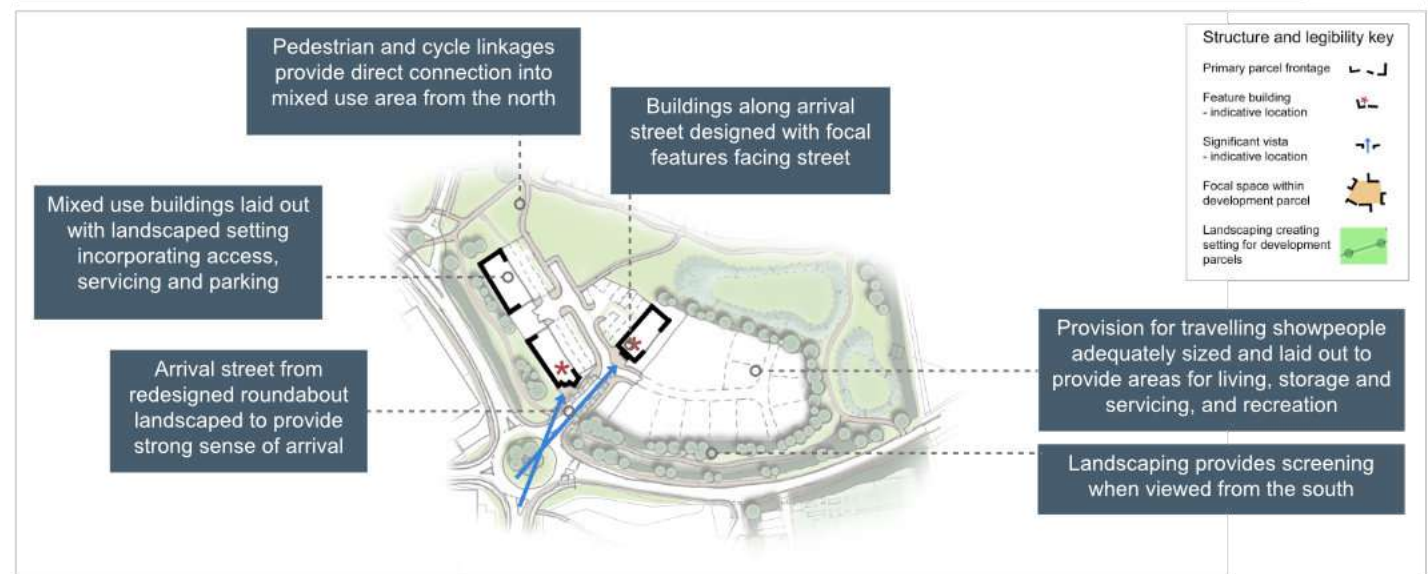 Pedestrian and cycle linkages
provide direct connection into
mixed use area from the north
Buildings along arrival
street designed with focal
features facing street
Mixed use buildings laid out
with landscaped setting
incorporating access,
servicing and parking
Arrival street from
redesigned roundabout
landscaped to provide
strong sense of arrival
Structure and legibility key
Primary parcel frontage
Feature building
- indicative location
Significant vista
- indicative location
Focal space within
development parcel
Landscaping creating
setting for development
parcels
Provision for travelling showpeople
adequately sized and laid out to
provide areas for living, storage and
servicing, and recreation
Landscaping provides screening
when viewed from the south